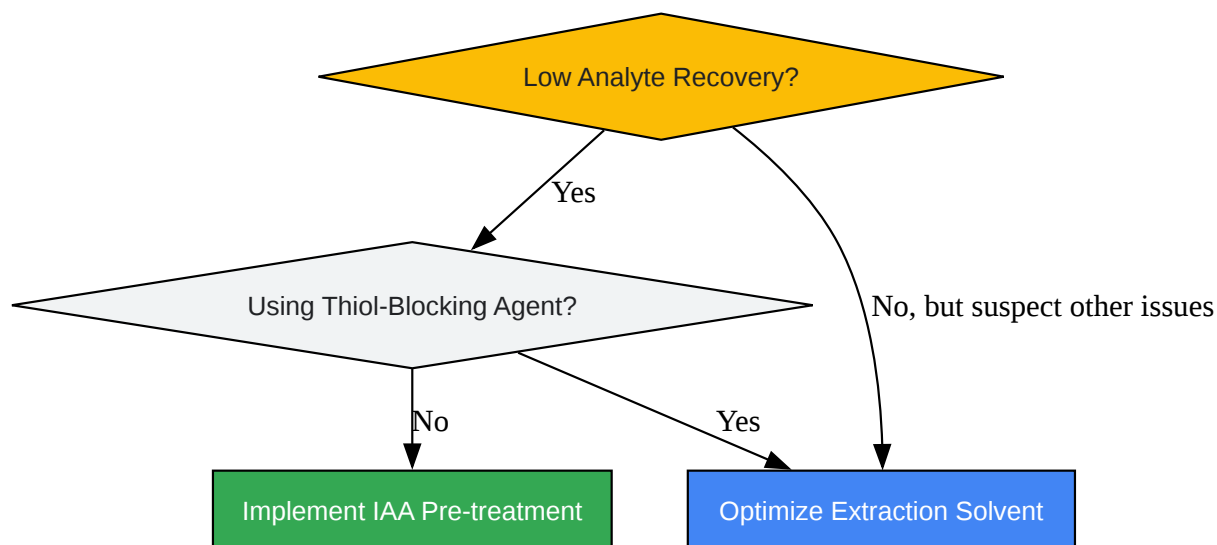 Low Analyte Recovery?
Yes
Using Thiol-Blocking Agent?
No, but suspect other issues
No
Yes
Implement IAA Pre-treatment
Optimize Extraction Solvent